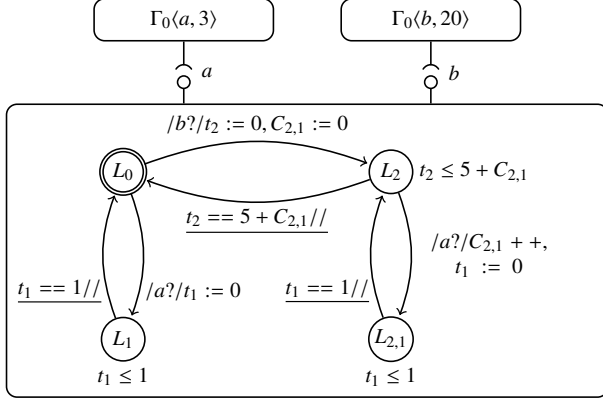 Γ₀⟨a, 3⟩ Γ₀⟨b, 20⟩
a b
/b?/t₂ := 0, C₂,₁ := 0
L₀ L₂ t₂ ≤ 5 + C₂,₁
t₂ == 5 + C₂,₁//
/a?/C₂,₁ + +,
t₁ := 0
t₁ == 1// /a?/t₁ := 0 t₁ == 1//
L₁ L₂,₁
t₁ ≤ 1 t₁ ≤ 1